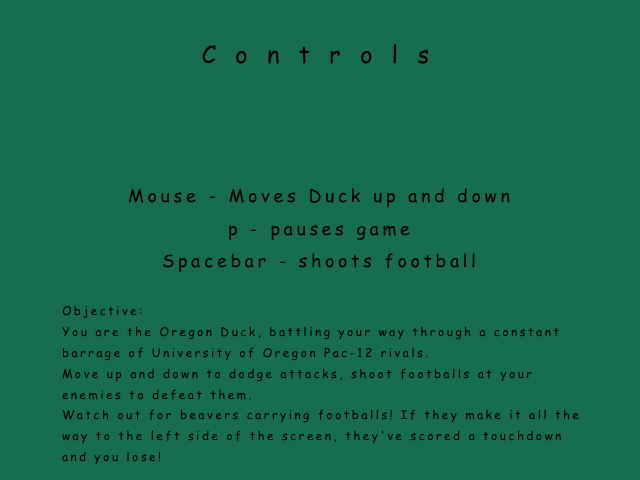 Controls
Mouse - Moves Duck up and down
p - pauses game
Spacebar - shoots football
Objective:
You are the Oregon Duck, battling your way through a constant
barrage of University of Oregon Pac-12 rivals.
Move up and down to dodge attacks, shoot footballs at your
enemies to defeat them.
Watch out for beavers carrying footballs! If they make it all the
way to the left side of the screen, they've scored a touchdown
and you lose!